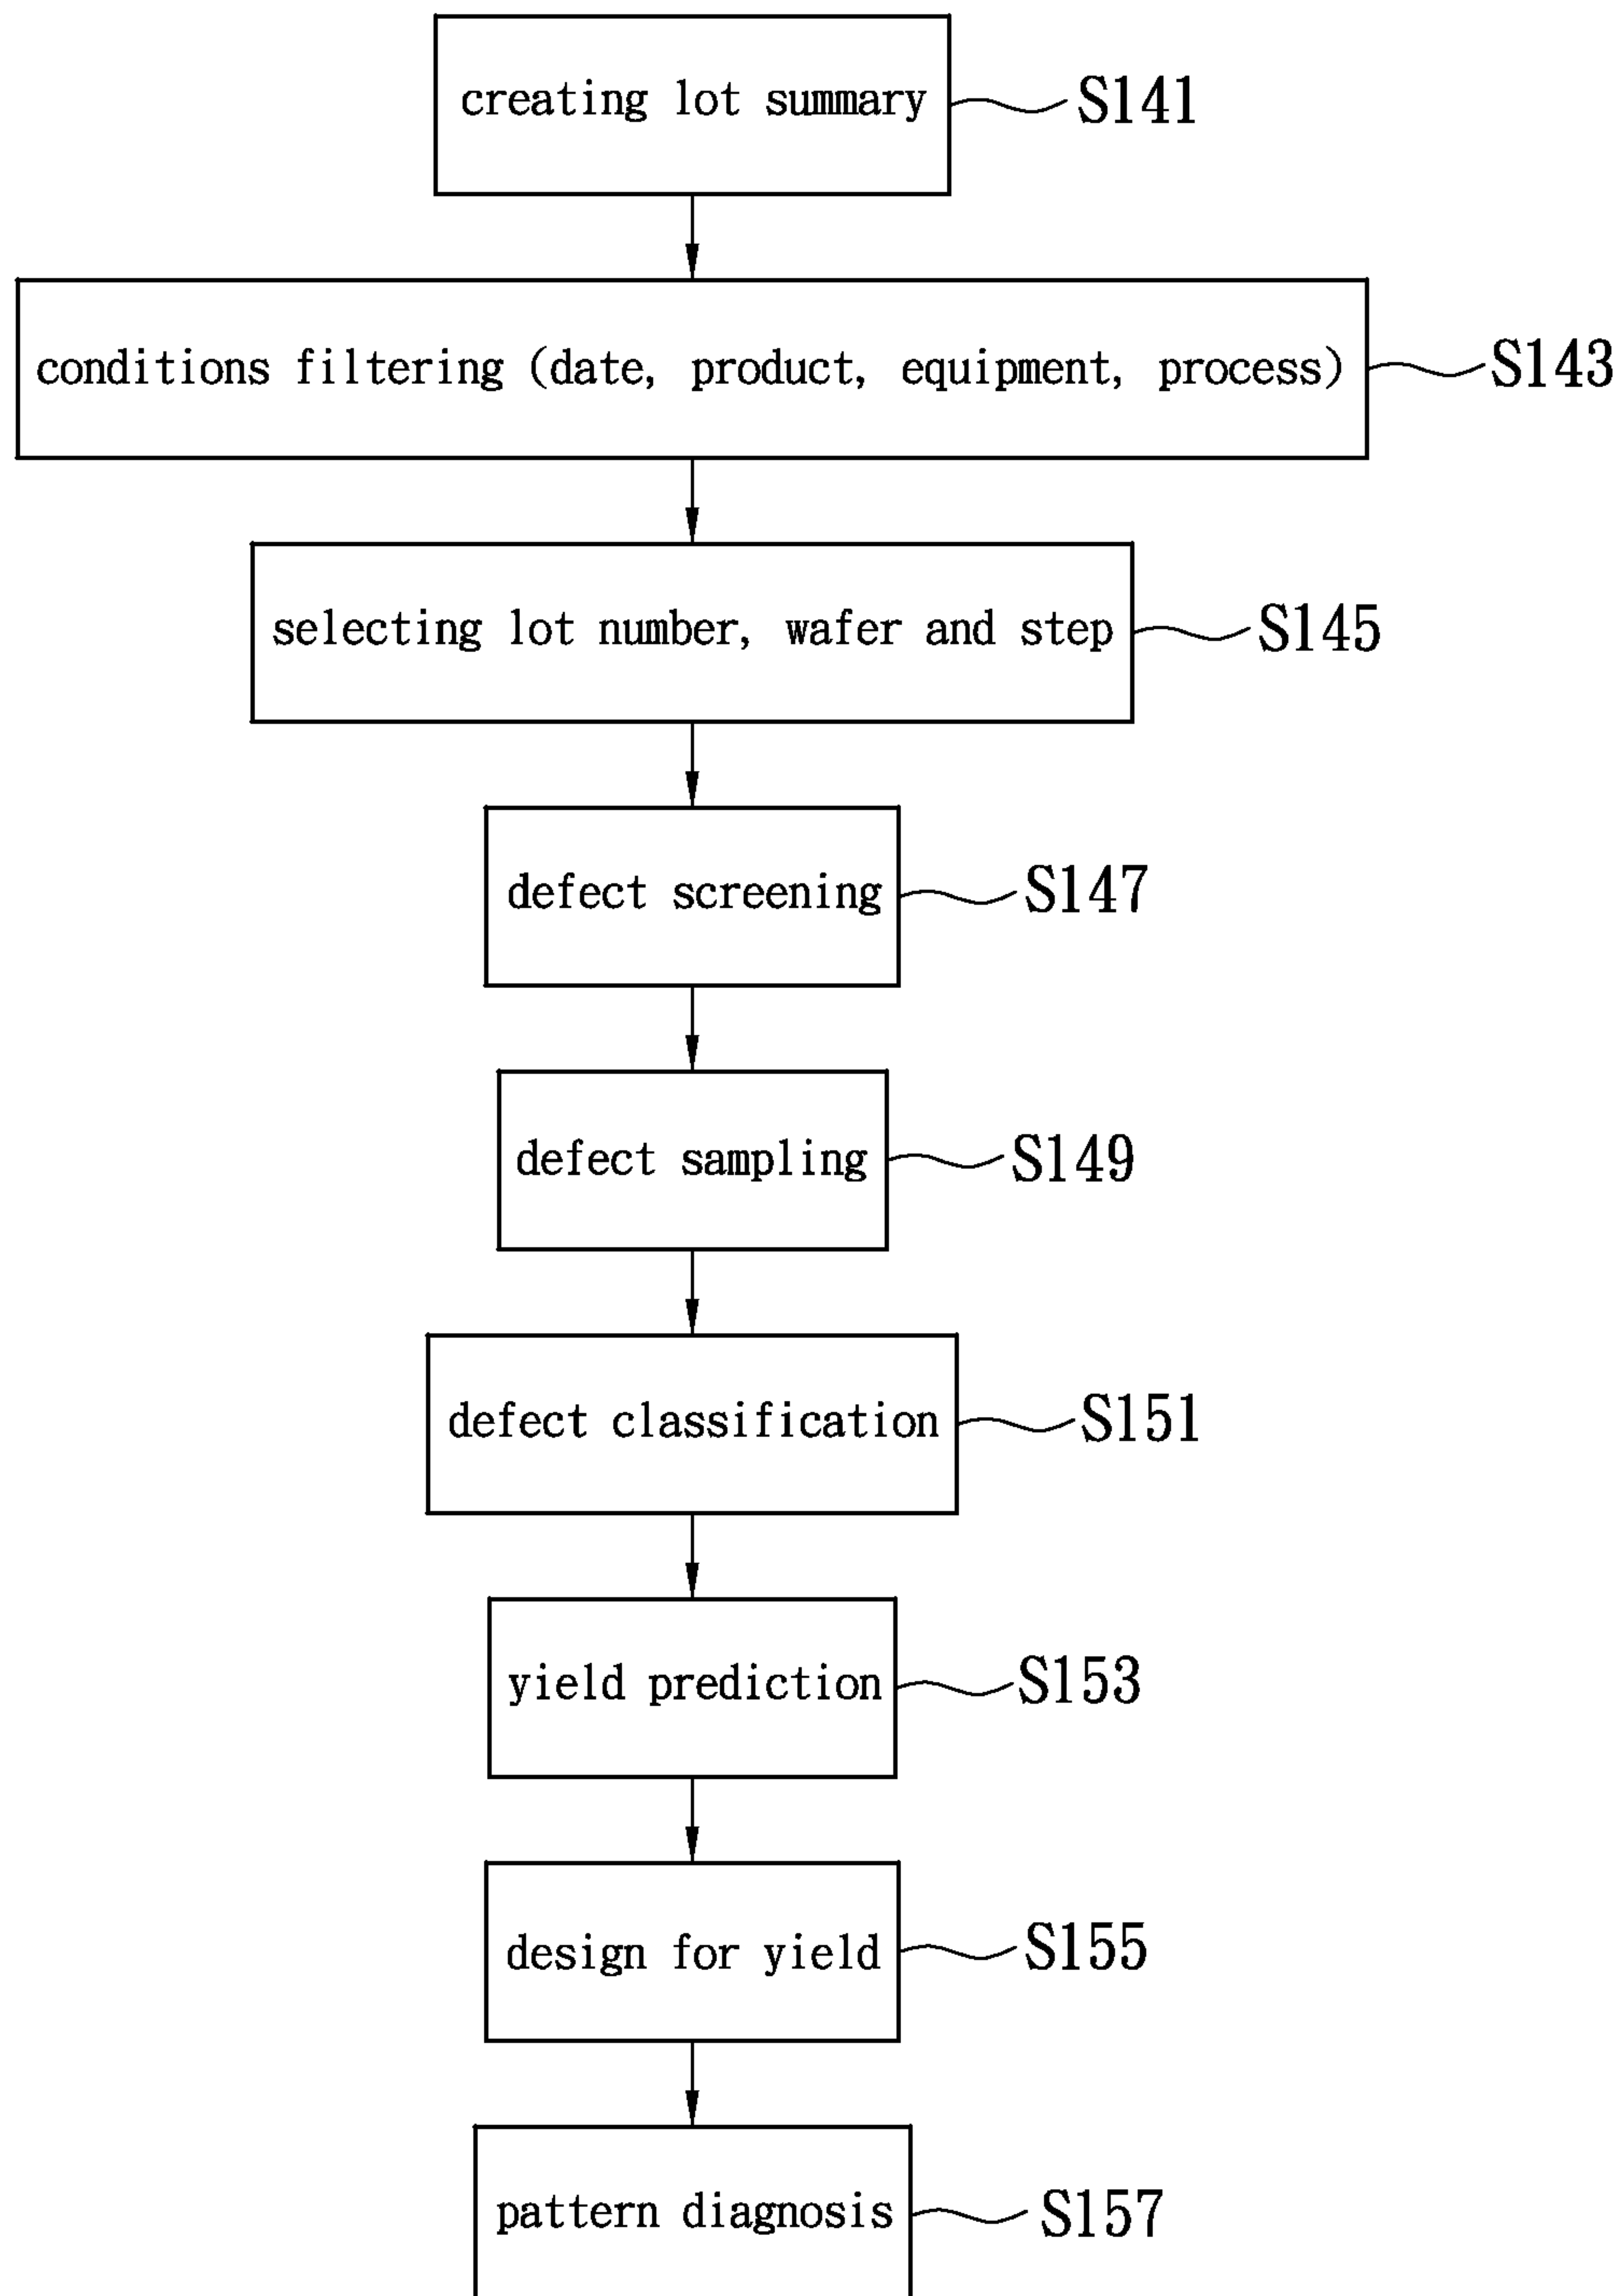 creating lot summary
S141
conditions filtering (date, product, equipment, process)
S143
selecting lot number, wafer and step
S145
defect screening
S147
defect sampling
S149
defect classification
S151
yield prediction
S153
design for yield
S155
pattern diagnosis
S157